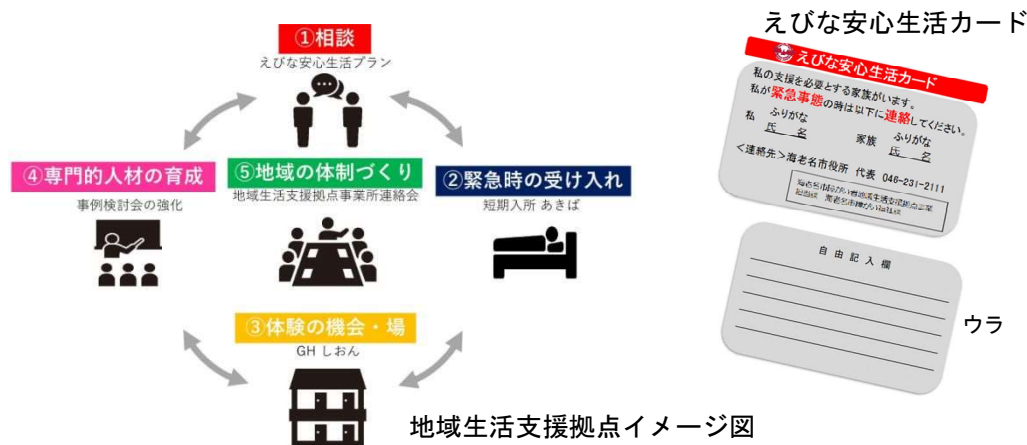 ①相談
えびな安心生活プラン
④専門的人材の育成
事例検討会の強化
⑤地域の体制づくり
地域生活支援拠点事業所連絡会
②緊急時の受け入れ
短期入所 あきば
③体験の機会・場
GH しおん
地域生活支援拠点イメージ図
えびな安心生活カード
えびな安心生活カード
私の支援を必要とする家族がいます。
私が緊急事態の時は以下に連絡してください。
ふりがな ふりがな
私 氏 名 家族 氏 名
＜連絡先＞海老名市役所 代表 046-231-2111
自由記入欄
ウラ